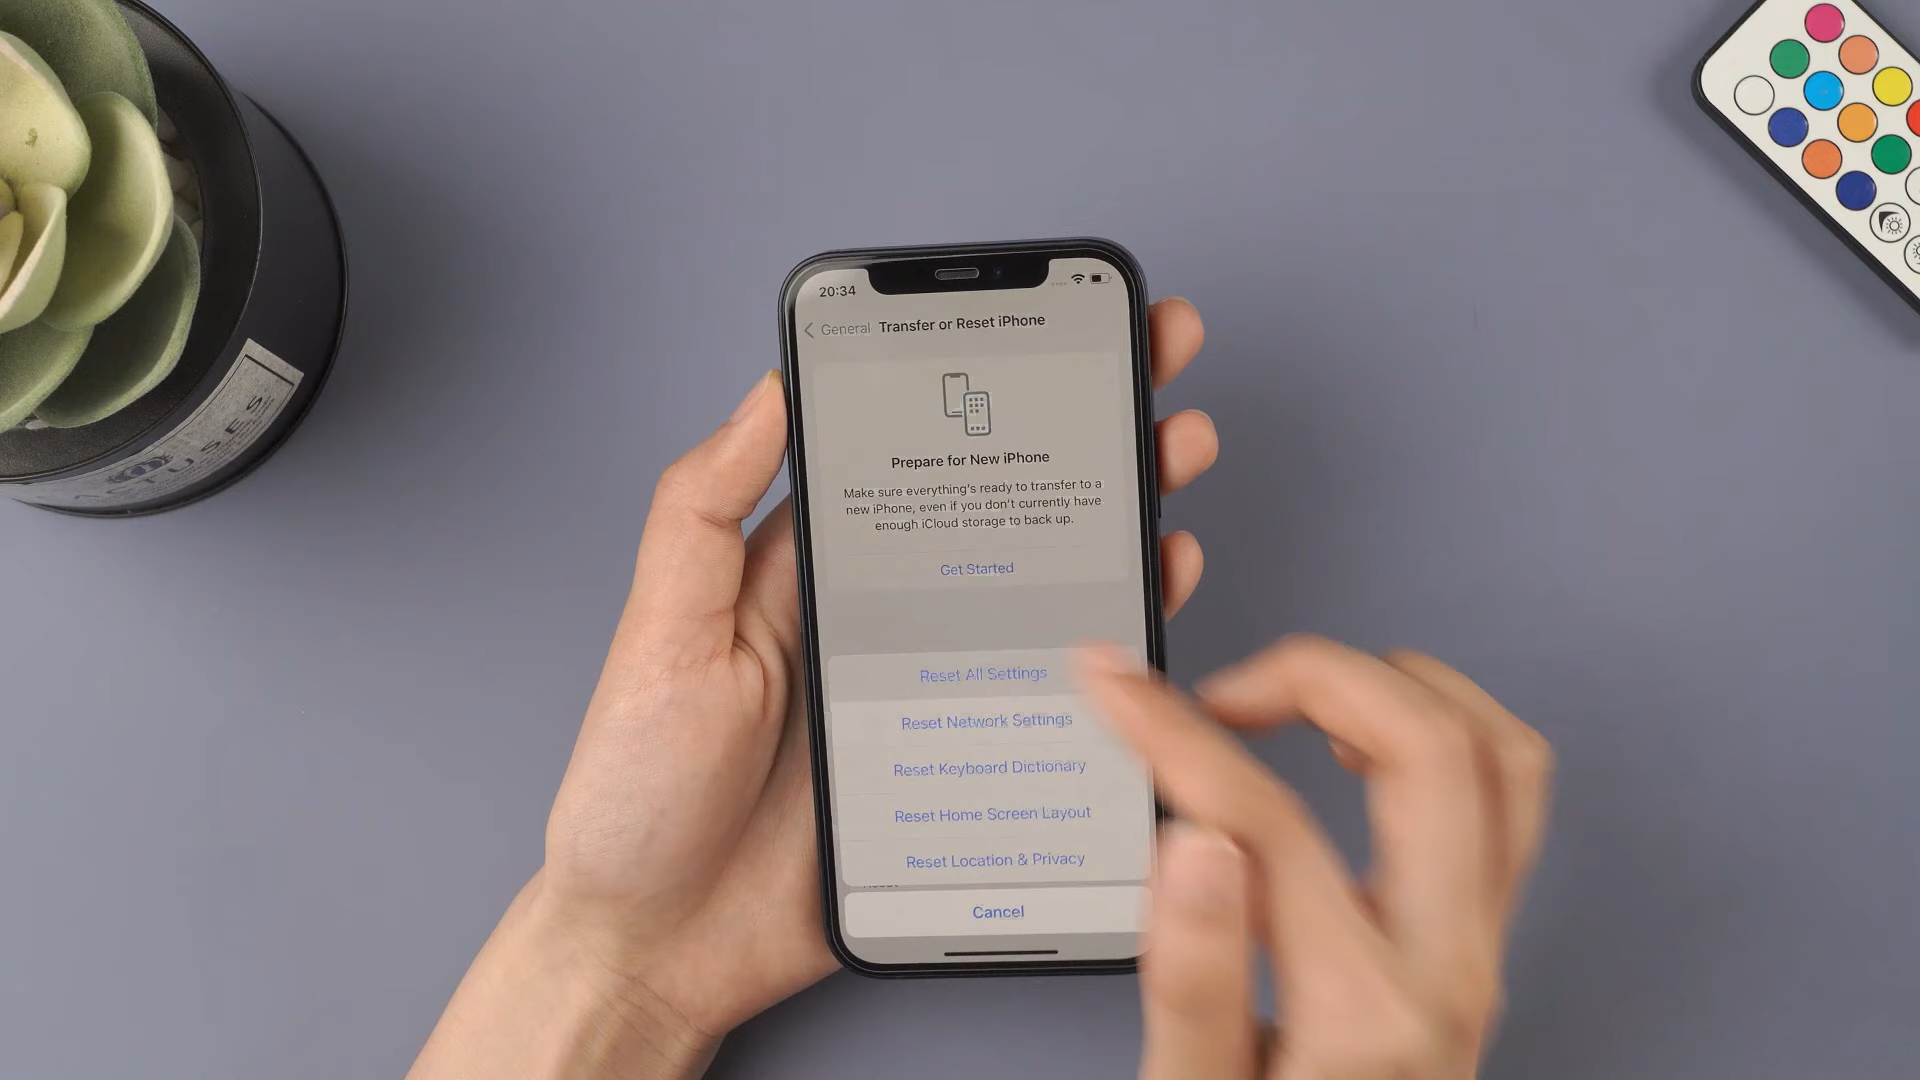 ACTUSES
20:34
General Transfer or Reset iPhone
Prepare for New iPhone
Make sure everything's ready to transfer to a
new iPhone, even if you don't currently have
enough iCloud storage to back up.
Get Started
Reset All Settings
Reset Network Settings
Reset Keyboard Dictionary
Reset Home Screen Layout
Reset Location & Privacy
Reset
Cancel